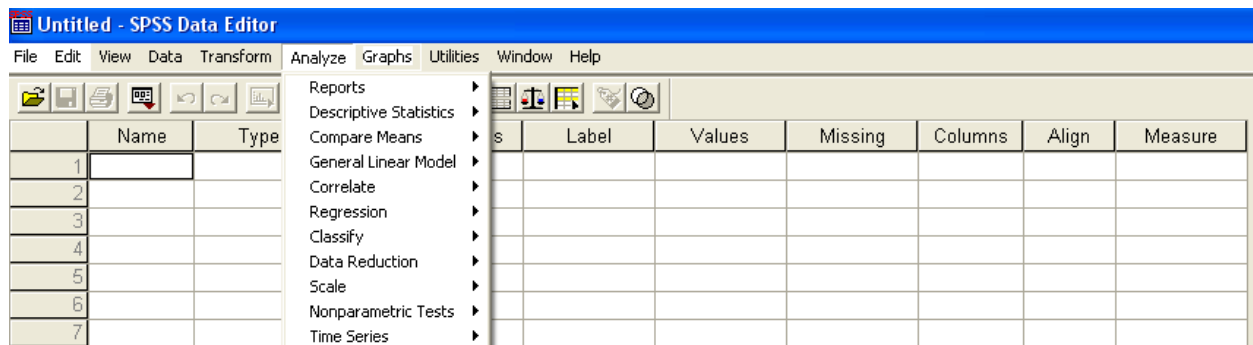 Untitled - SPSS Data Editor
File Edit View Data Transform Analyze Graphs Utilities Window Help
Reports
Descriptive Statistics
Name Type s Label Values Missing Columns Align Measure
Compare Means
1 General Linear Model
2 Correlate
3 Regression
4 Classify
Data Reduction
5 Scale
6 Nonparametric Tests
7 Time Series